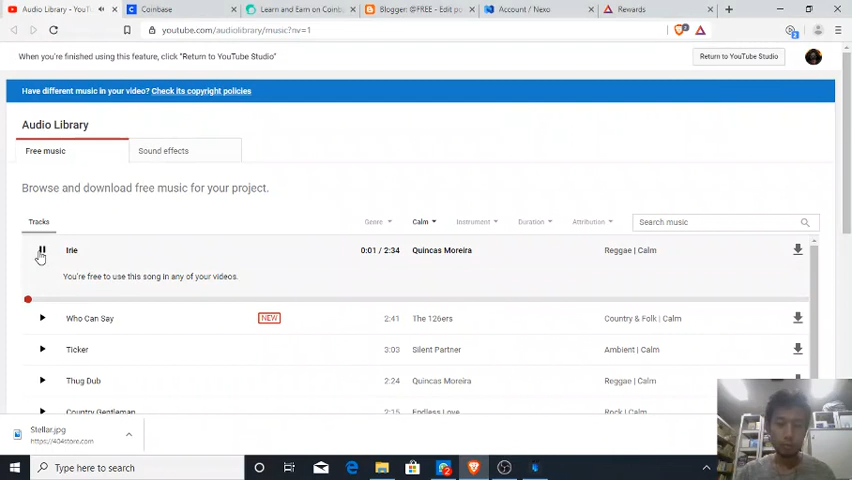 Audio Library - YouT
Coinbase
Learn and Earn on Coinb
Blogger: @FREE - Edit po
Account / Nexo
Rewards
youtube.com/audiolibrary/music?nv=1
When you're finished using this feature, click "Return to YouTube Studio"
Return to YouTube Studio
Have different music in your video? Check its copyright policies
Audio Library
Free music
Sound effects
Browse and download free music for your project.
Tracks
Genre
Calm
Instrument
Duration
Attribution
Search music
Irie
0:01 / 2:34
Quincas Moreira
Reggae | Calm
You're free to use this song in any of your videos.
Who Can Say
NEW
2:41
The 126ers
Country & Folk | Calm
Ticker
3:03
Silent Partner
Ambient | Calm
Thug Dub
2:24
Quincas Moreira
Reggae | Calm
Country Gentleman
2:15
Endless Love
Rock | Calm
Stellar.jpg
https://404store.com
Type here to search